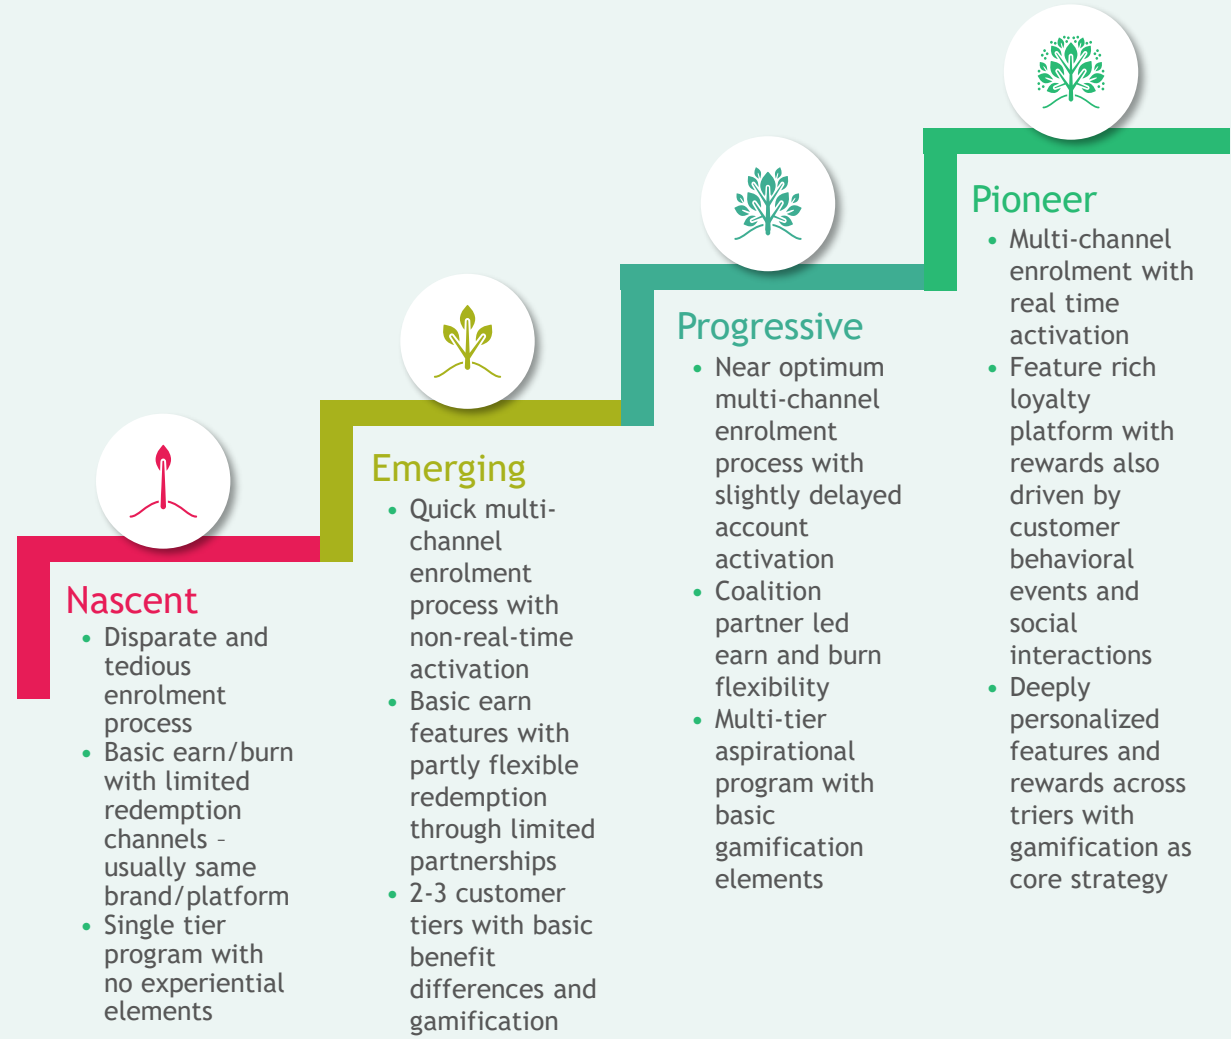 Nascent
• Disparate and
tedious
enrolment
process
• Basic earn/burn
with limited
redemption
channels –
usually same
brand/platform
• Single tier
program with
no experiential
elements
Emerging
• Quick multi-
channel
enrolment
process with
non-real-time
activation
• Basic earn
features with
partly flexible
redemption
through limited
partnerships
• 2-3 customer
tiers with basic
benefit
differences and
gamification
Progressive
• Near optimum
multi-channel
enrolment
process with
slightly delayed
account
activation
• Coalition
partner led
earn and burn
flexibility
• Multi-tier
aspirational
program with
basic
gamification
elements
Pioneer
• Multi-channel
enrolment with
real time
activation
• Feature rich
loyalty
platform with
rewards also
driven by
customer
behavioral
events and
social
interactions
• Deeply
personalized
features and
rewards across
triers with
gamification as
core strategy